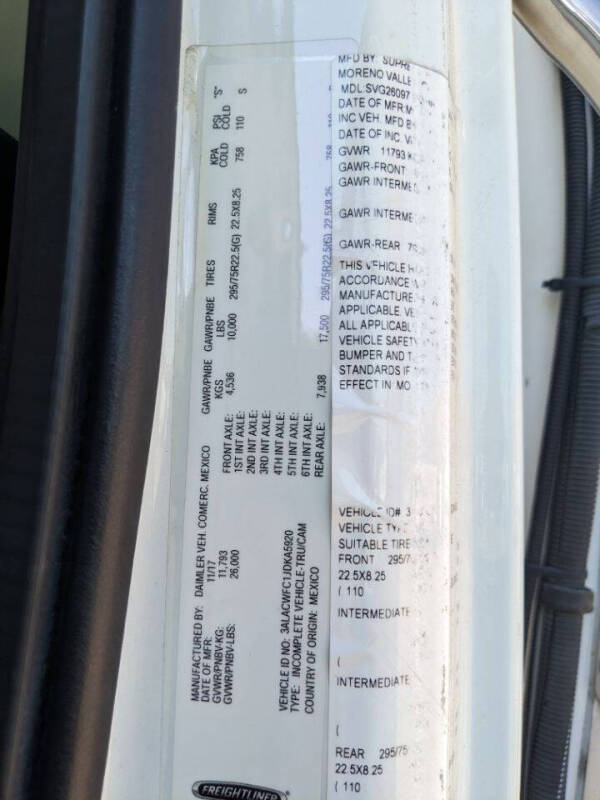 FREIGHTLINER
MANUFACTURED BY: DAIMLER VEH. COMERC. MEXICO
DATE OF MFR: 11/17
GVWR/PNBV-KG: 11,793
GVWR/PNBV-LBS: 26,000
GAWR/PNBE KGS GAWR/PNBE LBS TIRES RIMS KPA COLD PSI COLD "S"
FRONT AXLE: 4,536 10,000 295/75R22.5(G) 22.5X8.25 758 110 S
1ST INT AXLE:
2ND INT AXLE:
3RD INT AXLE:
4TH INT AXLE:
5TH INT AXLE:
6TH INT AXLE:
REAR AXLE: 7,938 17,500 295/75R22.5(G) 22.5X8.25 758 110
VEHICLE ID NO: 3ALACWFC1JDKA5920
TYPE: INCOMPLETE VEHICLE-TRU/CAM
COUNTRY OF ORIGIN: MEXICO
MFD BY: SUPRE
MORENO VALLE
MDL:SVG26097
DATE OF MFR:M
INC VEH. MFD B
DATE OF INC. V
GVWR 11793
GAWR-FRONT
GAWR INTERME
GAWR INTERME
GAWR-REAR
THIS VEHICLE H
ACCORDANCE
MANUFACTURE
APPLICABLE. VE
ALL APPLICABL
VEHICLE SAFETY
BUMPER AND T
STANDARDS IF
EFFECT IN: MO
VEHICLE ID# 3
VEHICLE TYP
SUITABLE TIRE
FRONT 295/7
22.5X8.25
( 110
INTERMEDIATE
(
INTERMEDIATE
(
REAR 295/75
22.5X8.25
( 110